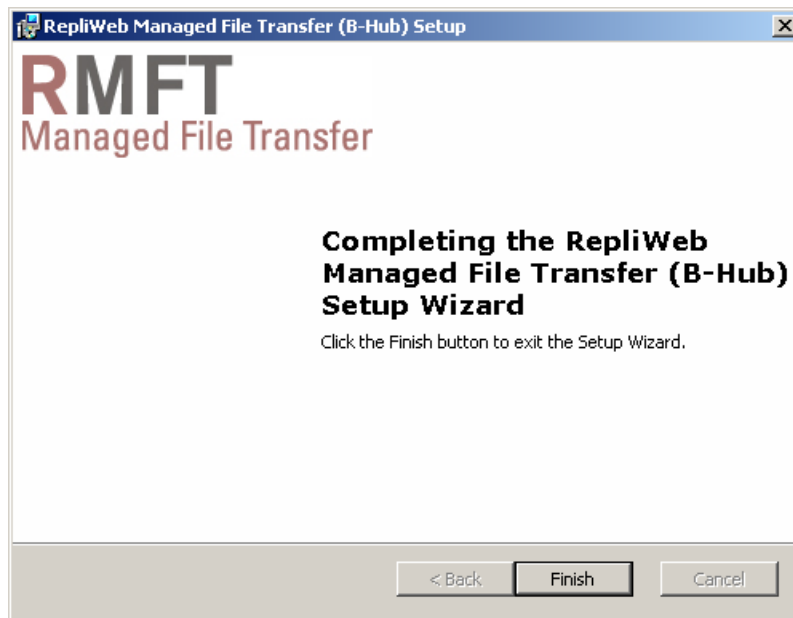 RepliWeb Managed File Transfer (B-Hub) Setup
RMFT
Managed File Transfer
Completing the RepliWeb
Managed File Transfer (B-Hub)
Setup Wizard
Click the Finish button to exit the Setup Wizard.
< Back
Finish
Cancel